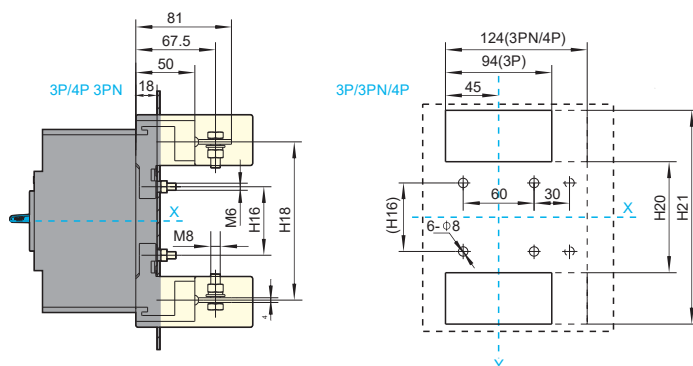 81
67.5
50
18
3P/4P 3PN
X
M6
H16
H18
M8
4
124(3PN/4P)
94(3P)
45
3P/3PN/4P
60
30
(H16)
X
H20
H21
6-Φ8
Y